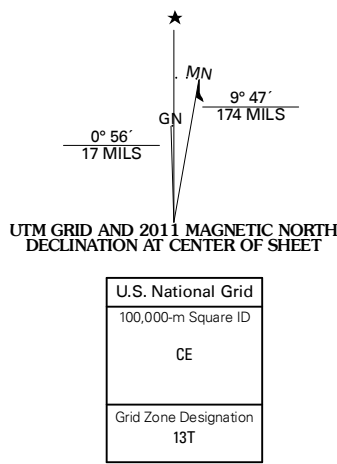 MN
9° 47´
174 MILS
GN
0° 56´
17 MILS
UTM GRID AND 2011 MAGNETIC NORTH
DECLINATION AT CENTER OF SHEET
U.S. National Grid
100,000-m Square ID
CE
Grid Zone Designation
13T